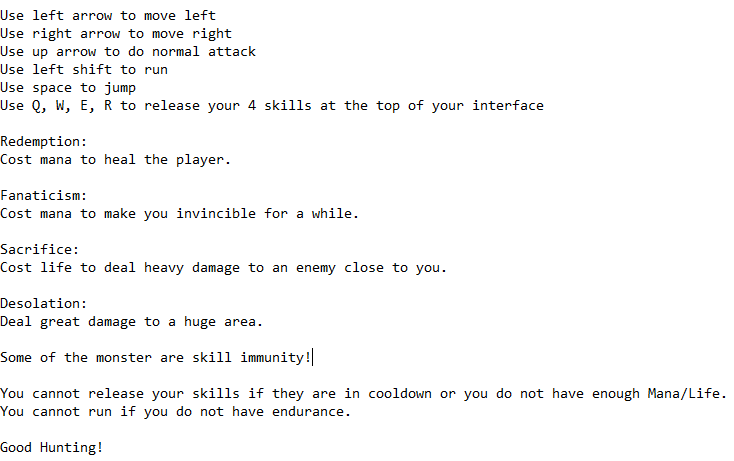 Use left arrow to move left
Use right arrow to move right
Use up arrow to do normal attack
Use left shift to run
Use space to jump
Use Q, W, E, R to release your 4 skills at the top of your interface
Redemption:
Cost mana to heal the player.
Fanaticism:
Cost mana to make you invincible for a while.
Sacrifice:
Cost life to deal heavy damage to an enemy close to you.
Desolation:
Deal great damage to a huge area.
Some of the monster are skill immunity!
You cannot release your skills if they are in cooldown or you do not have enough Mana/Life.
You cannot run if you do not have endurance.
Good Hunting!